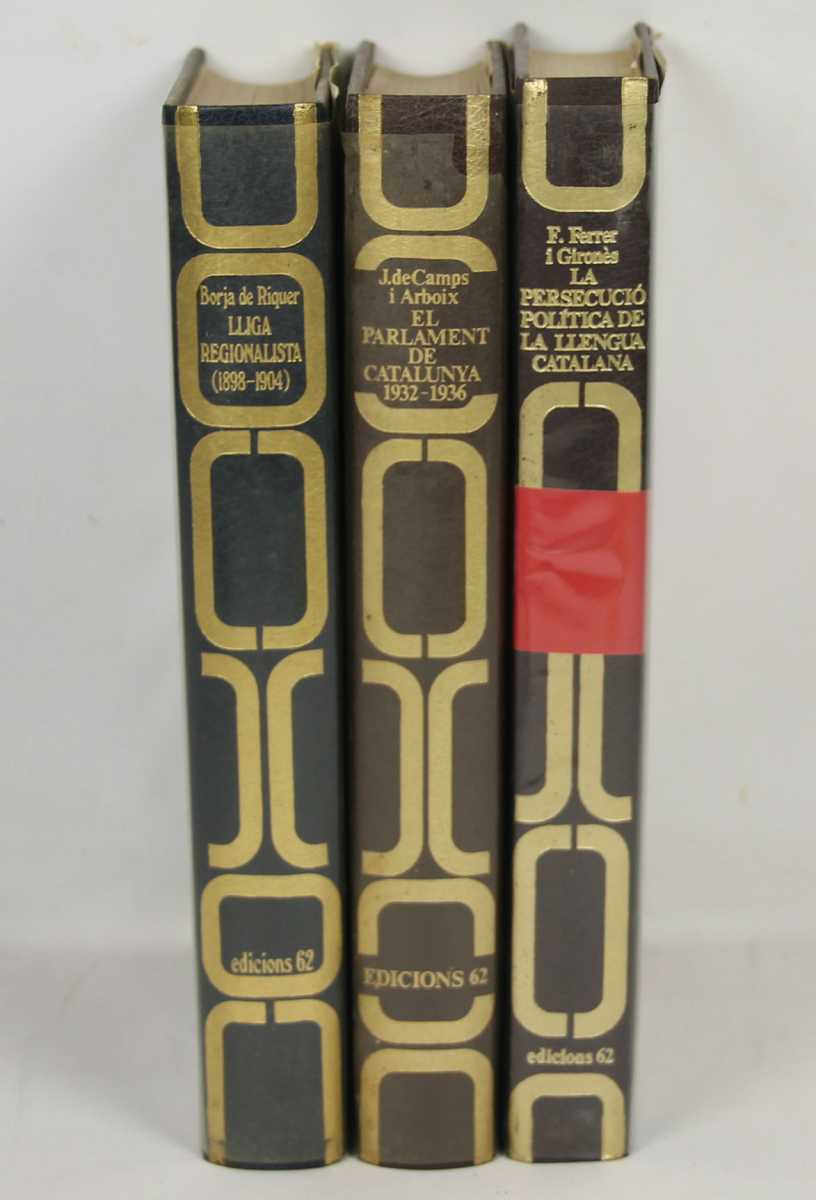 Borja de Riquer
LLIGA
REGIONALISTA
(1898-1904)
edicions 62
J. de Camps
i Arboix
EL
PARLAMENT
DE
CATALUNYA
1932-1936
EDICIONS 62
F. Ferrer
i Gironès
LA
PERSECUCIÓ
POLÍTICA DE
LA LLENGUA
CATALANA
edicions 62